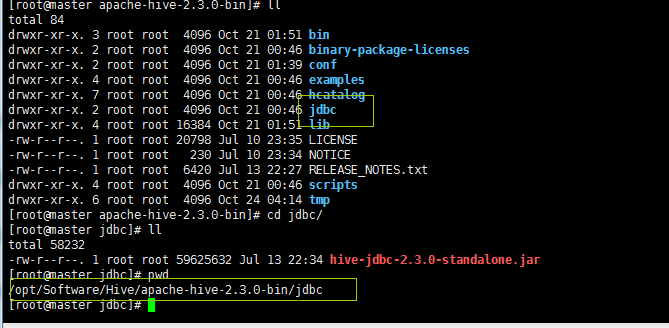 [root@master apache-hive-2.3.0-bin]# ll
total 84
drwxr-xr-x. 3 root root  4096 Oct 21 01:51 bin
drwxr-xr-x. 2 root root  4096 Oct 21 00:46 binary-package-licenses
drwxr-xr-x. 2 root root  4096 Oct 21 01:39 conf
drwxr-xr-x. 4 root root  4096 Oct 21 00:46 examples
drwxr-xr-x. 7 root root  4096 Oct 21 00:46 hcatalog
drwxr-xr-x. 2 root root  4096 Oct 21 00:46 jdbc
drwxr-xr-x. 4 root root 16384 Oct 21 01:51 lib
-rw-r--r--. 1 root root 20798 Jul 10 23:35 LICENSE
-rw-r--r--. 1 root root   230 Jul 10 23:34 NOTICE
-rw-r--r--. 1 root root  6420 Jul 13 22:27 RELEASE_NOTES.txt
drwxr-xr-x. 4 root root  4096 Oct 21 00:46 scripts
drwxr-xr-x. 6 root root  4096 Oct 24 04:14 tmp
[root@master apache-hive-2.3.0-bin]# cd jdbc/
[root@master jdbc]# ll
total 58232
-rw-r--r--. 1 root root 59625632 Jul 13 22:34 hive-jdbc-2.3.0-standalone.jar
[root@master jdbc]# pwd
/opt/Software/Hive/apache-hive-2.3.0-bin/jdbc
[root@master jdbc]#